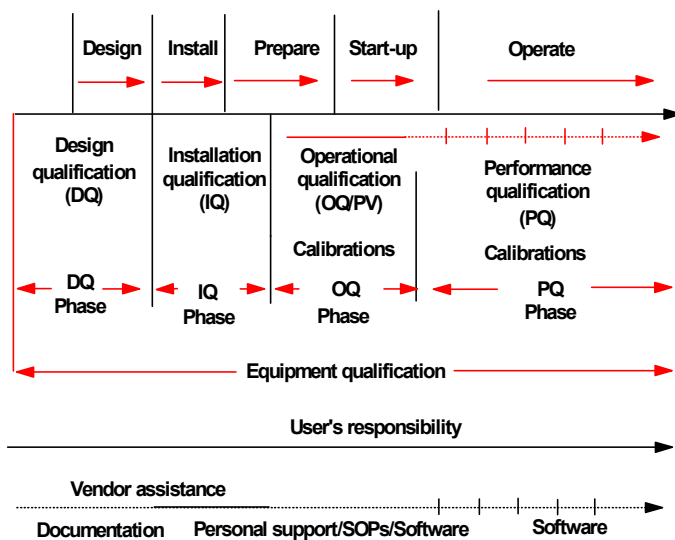 Design Install Prepare Start-up Operate
Design Installation Operational Performance
qualification qualification qualification qualification
(DQ) (IQ) (OQ/PV) (PQ)
Calibrations Calibrations
DQ IQ OQ PQ
Phase Phase Phase Phase
Equipment qualification
User's responsibility
Vendor assistance
Documentation Personal support/SOPs/Software Software